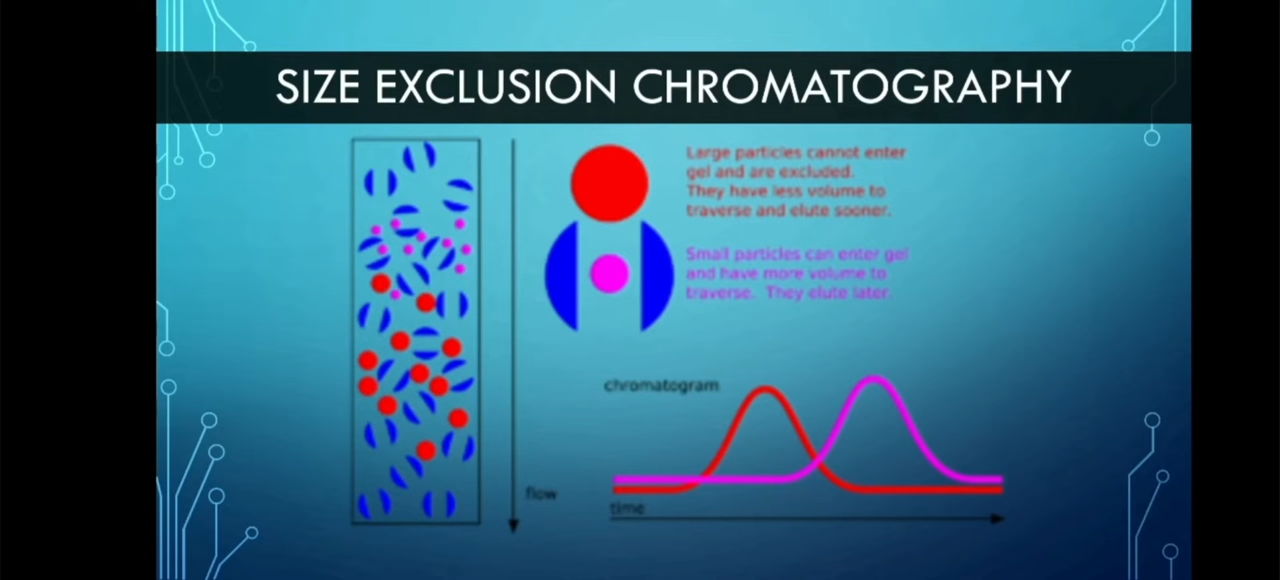 SIZE EXCLUSION CHROMATOGRAPHY
Large particles cannot enter
gel and are excluded.
They have less volume to
traverse and elute sooner.
Small particles can enter gel
and have more volume to
traverse. They elute later.
chromatogram
flow
time